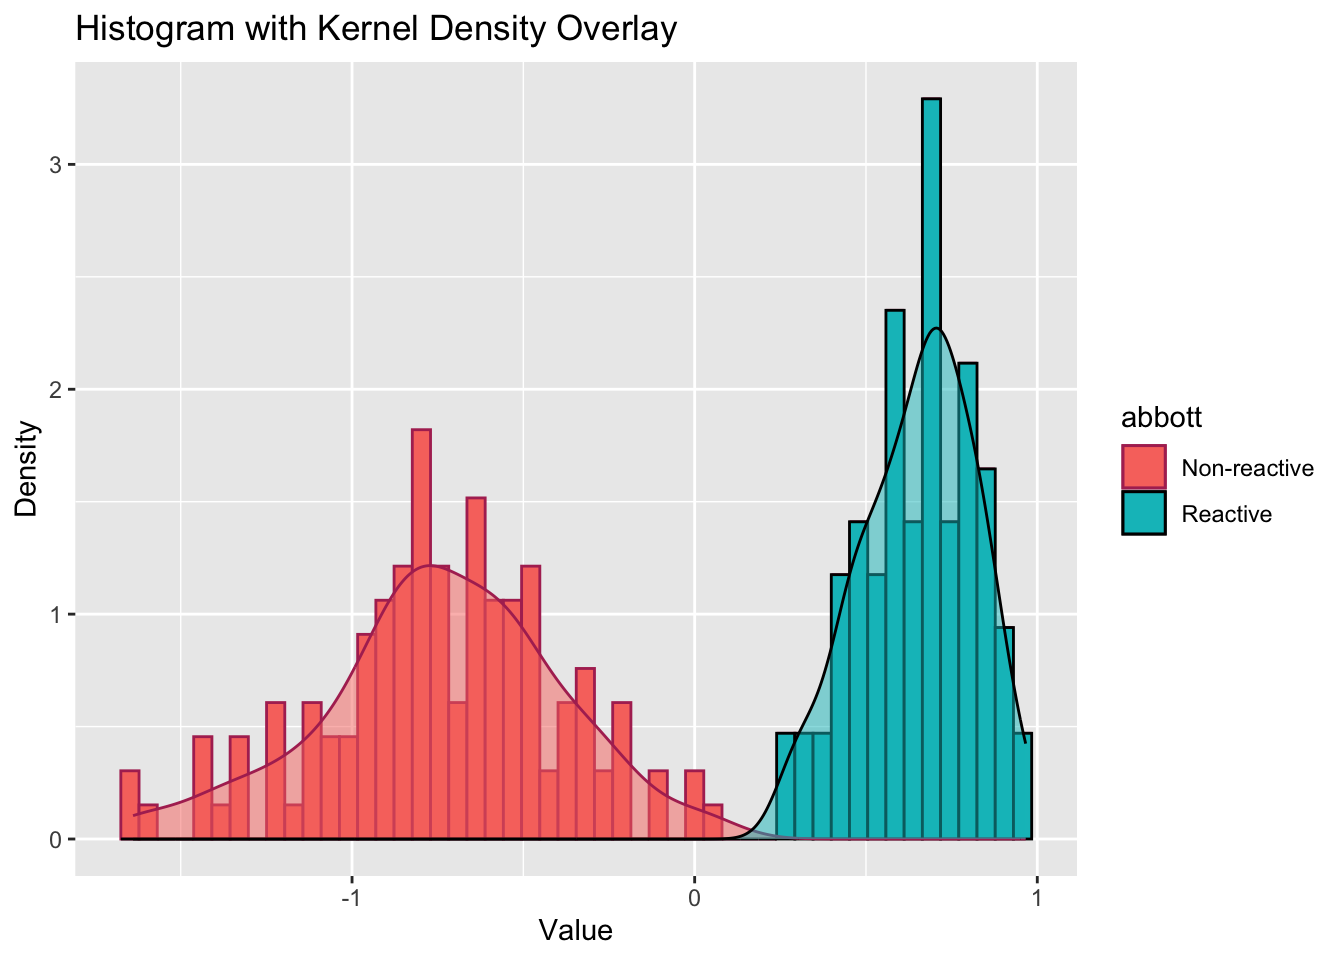 Histogram with Kernel Density Overlay
Density
3
2
1
0
-1
0
1
Value
abbott
Non-reactive
Reactive